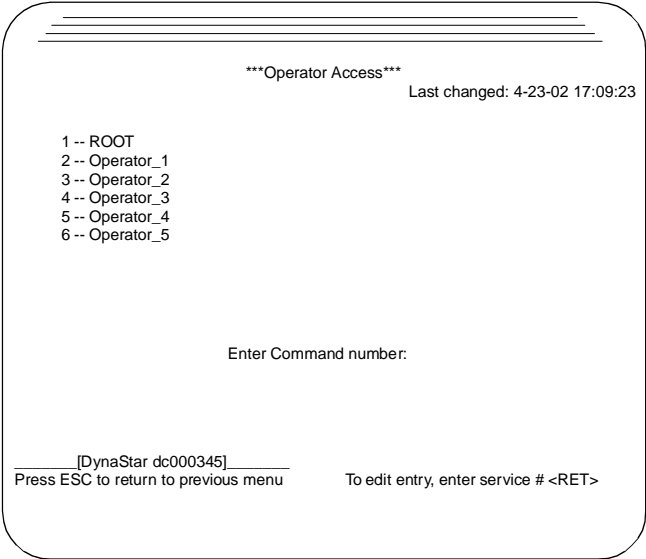 ***Operator Access***
Last changed: 4-23-02 17:09:23
1 -- ROOT
2 -- Operator_1
3 -- Operator_2
4 -- Operator_3
5 -- Operator_4
6 -- Operator_5
Enter Command number:
_______[DynaStar dc000345]_______
Press ESC to return to previous menu To edit entry, enter service # <RET>